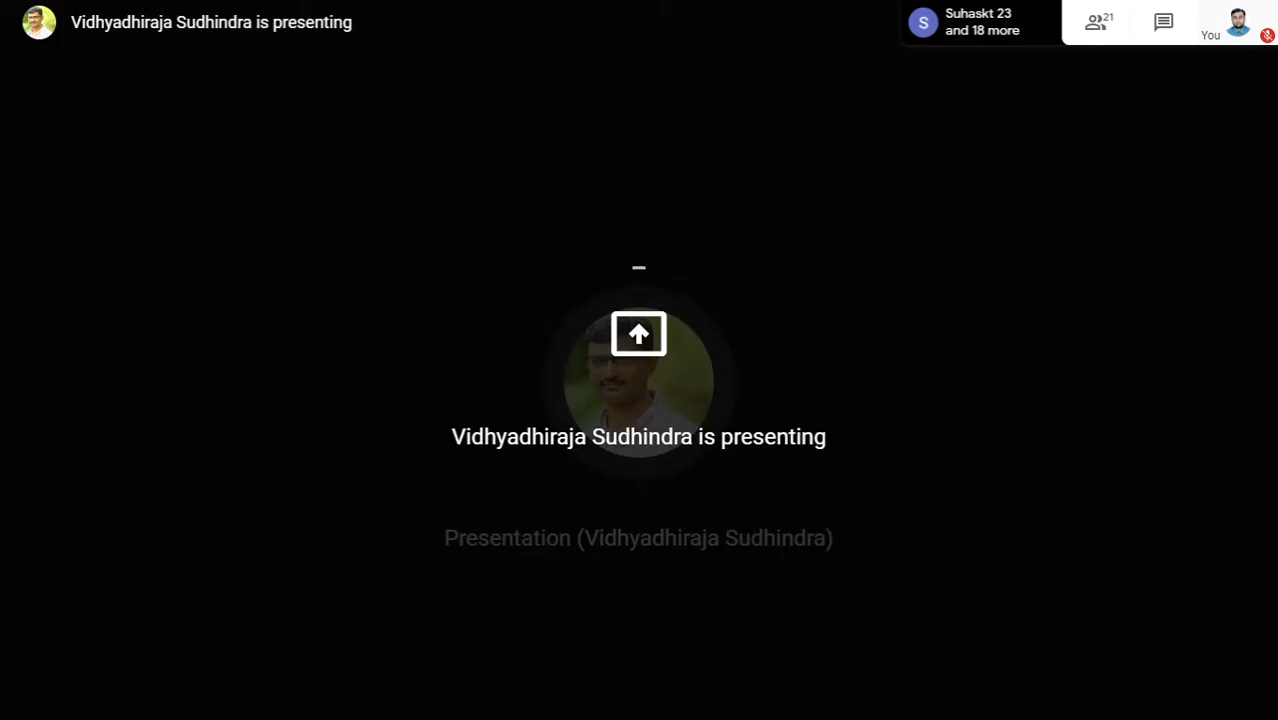 Vidhyadhiraja Sudhindra is presenting
S
Suhaskt 23
and 18 more
21
You
Vidhyadhiraja Sudhindra is presenting
Presentation (Vidhyadhiraja Sudhindra)